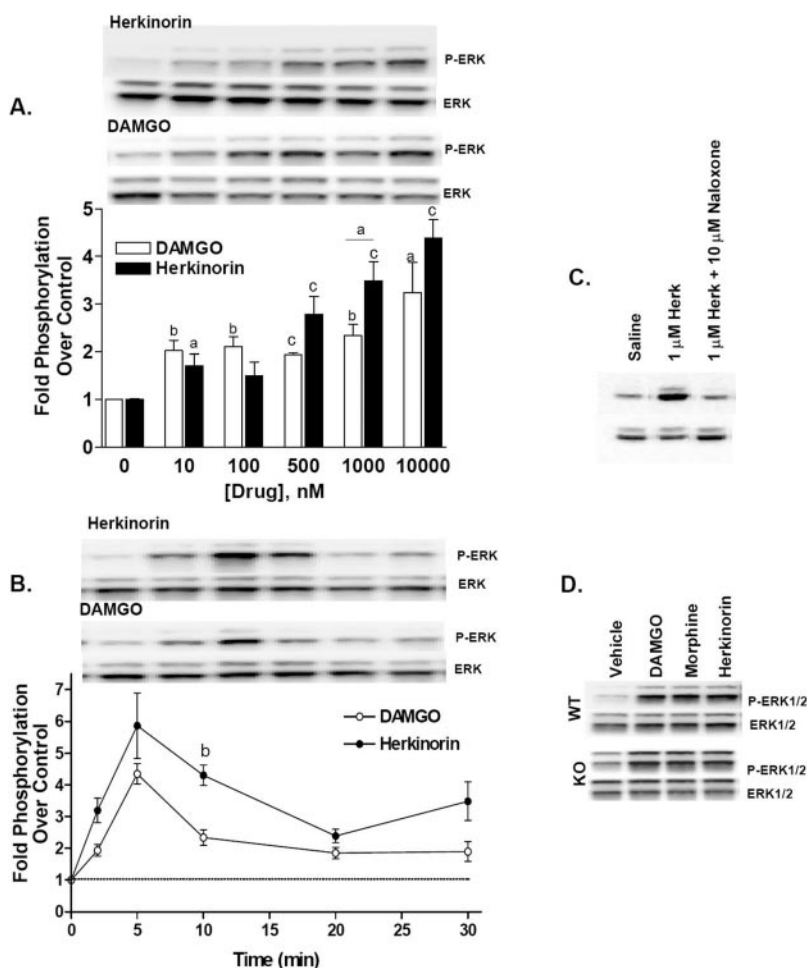 A.
Herkinorin
P-ERK
ERK
DAMGO
P-ERK
ERK
Fold Phosphorylation
Over Control
5
4
3
2
1
0
DAMGO
Herkinorin
b
a
b
c
c
a
c
b
a
c
0 10 100 500 1000 10000
[Drug], nM
B.
Herkinorin
P-ERK
ERK
DAMGO
P-ERK
ERK
Fold Phosphorylation
Over Control
7
6
5
4
3
2
1
0
DAMGO
Herkinorin
b
0 5 10 15 20 25 30
Time (min)
C.
Saline
1 μM Herk
1 μM Herk + 10 μM Naloxone
D.
Vehicle
DAMGO
Morphine
Herkinorin
WT
P-ERK1/2
ERK1/2
KO
P-ERK1/2
ERK1/2